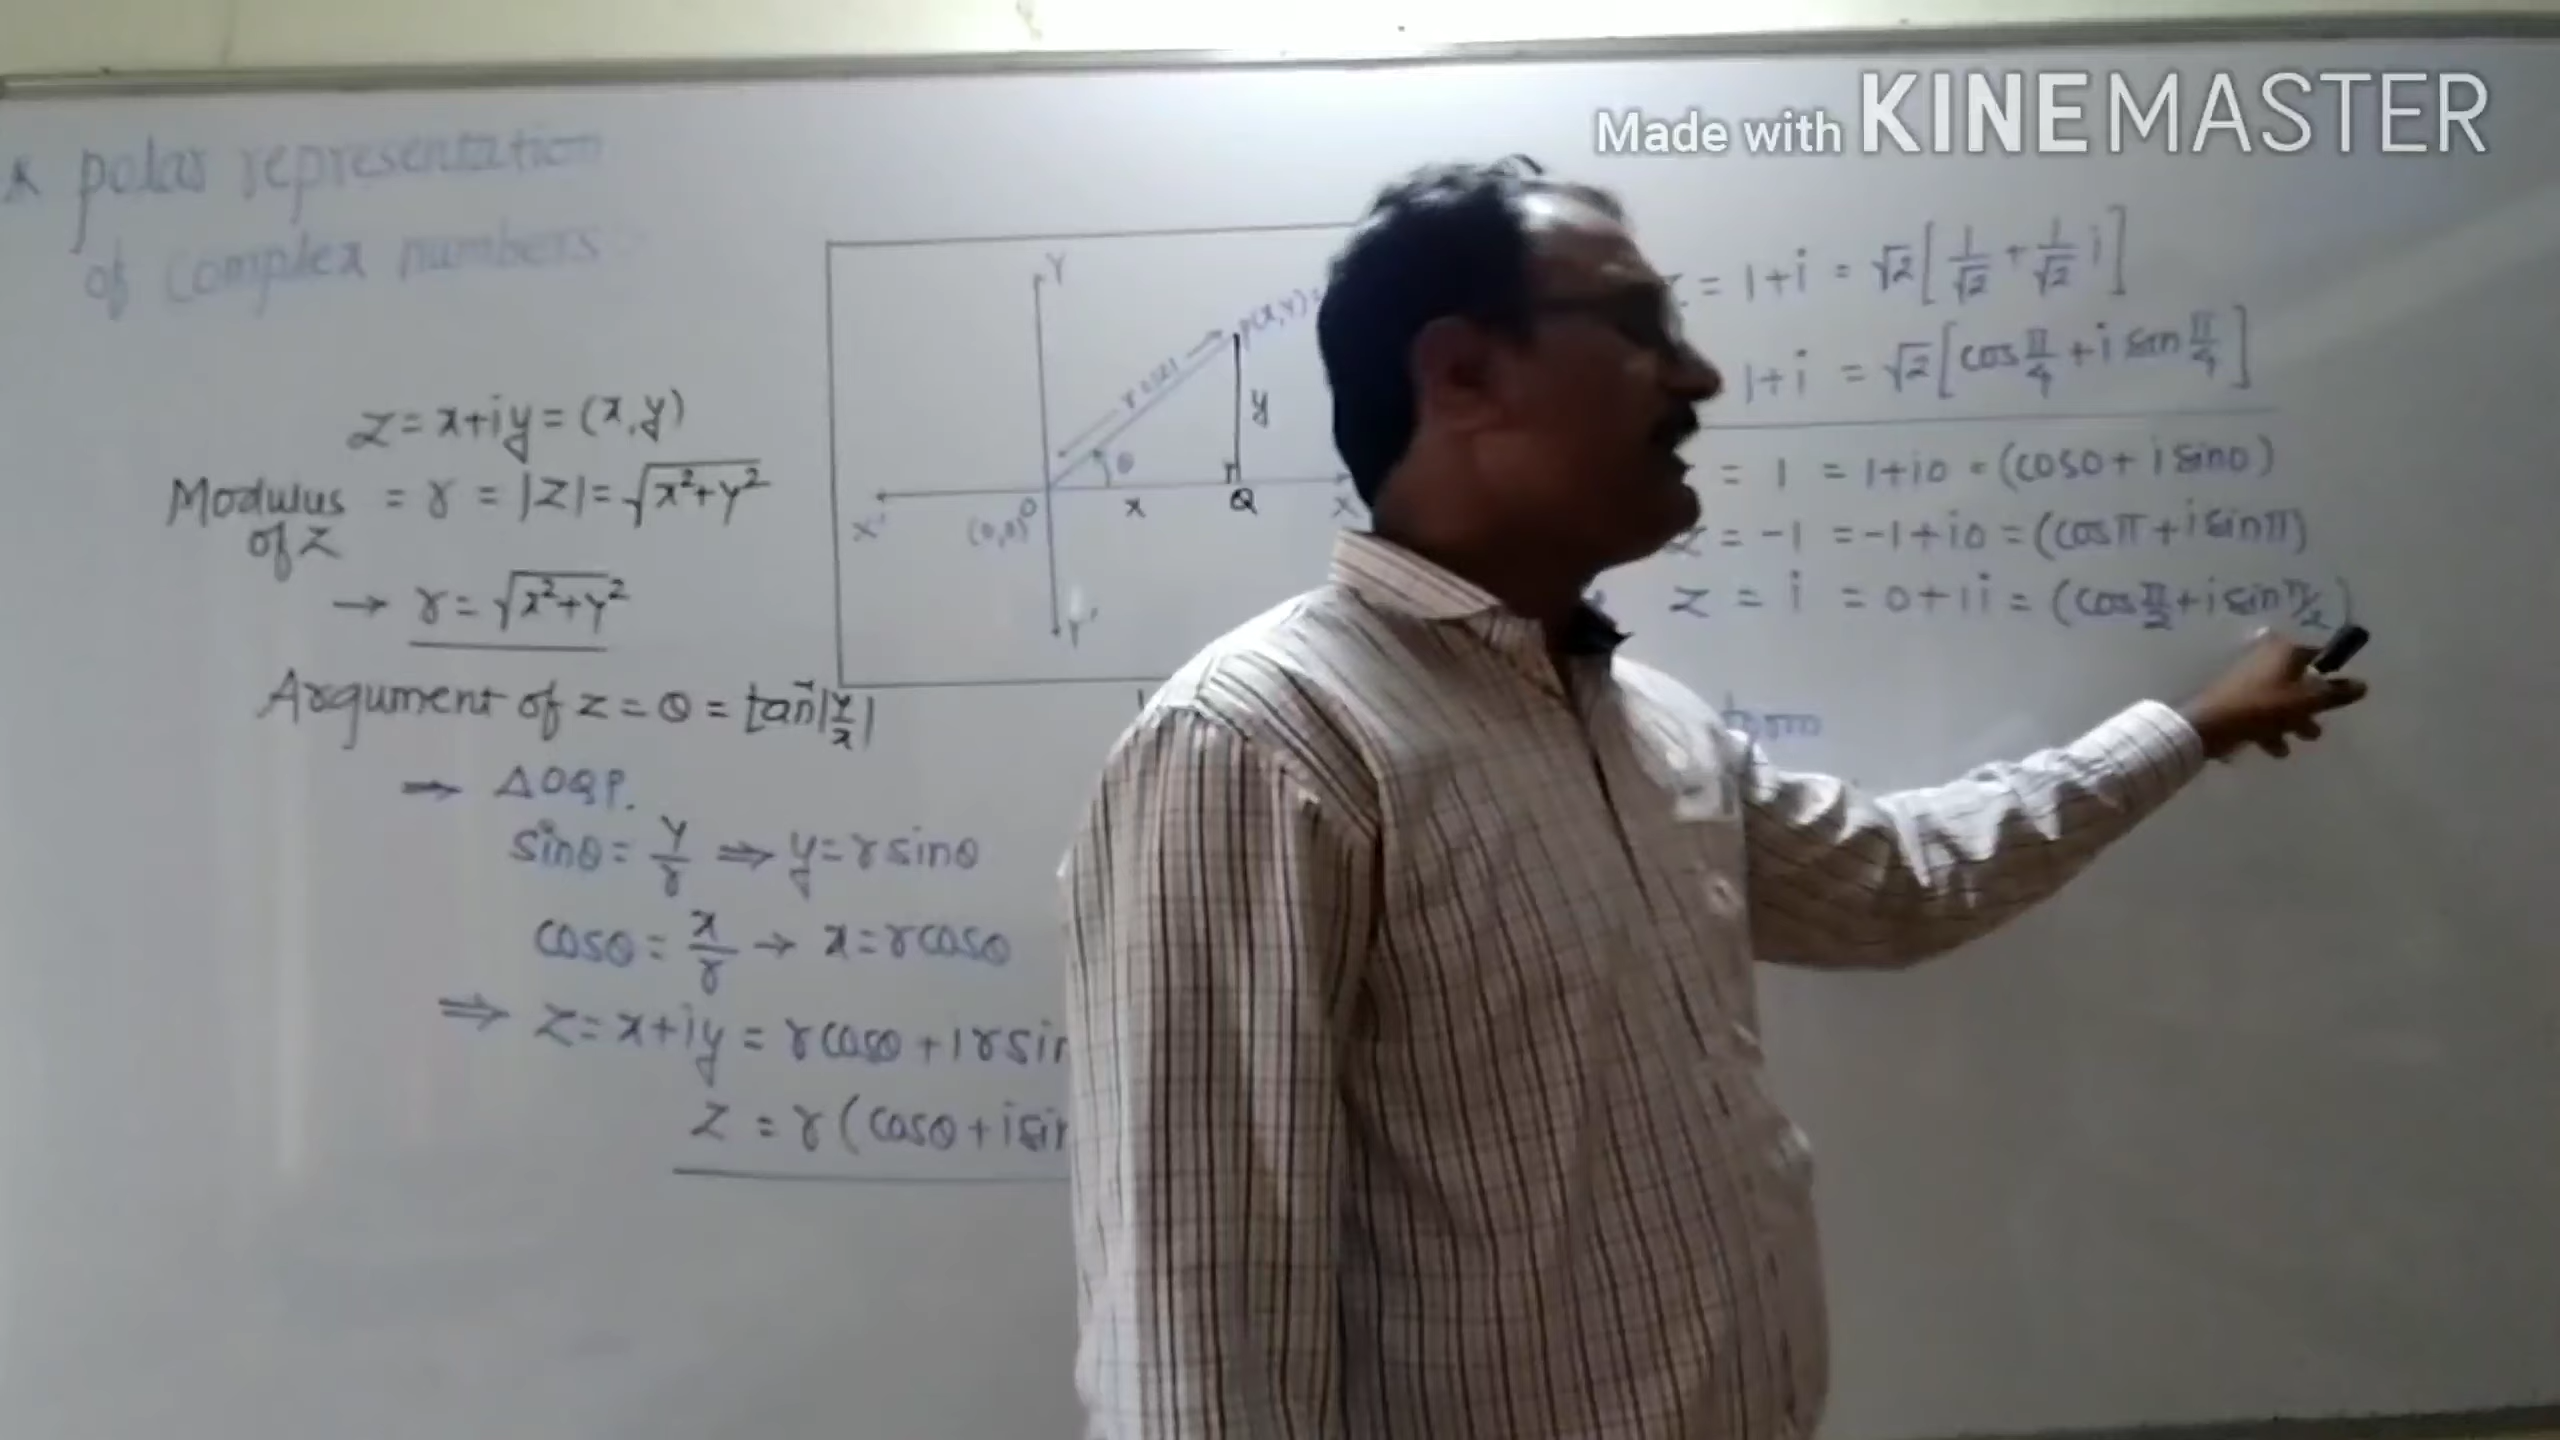 Made with KINEMASTER
* polar representation
of complex numbers:
z = x+iy = (x,y)
Modulus of z = r = |z| = √x²+y²
→ r = √x²+y²
Argument of z = θ = tan⁻¹|y/x|
→ ΔOQP.
sinθ = y/r ⇒ y = r sinθ
cosθ = x/r → x = r cosθ
⇒ z = x+iy = r cosθ + i r sin
z = r (cosθ + i sin
Y
P(x,y) =
r = |z|
y
θ
X'
(0,0)
O
x
Q
X
Y'
= 1+i = √2 [1/√2 + 1/√2 i]
1+i = √2 [cos π/4 + i sin π/4]
= 1 = 1+i0 = (cos0 + i sin0)
z = -1 = -1+i0 = (cosπ + i sinπ)
z = i = 0+1i = (cos π/2 + i sin π/2)
form